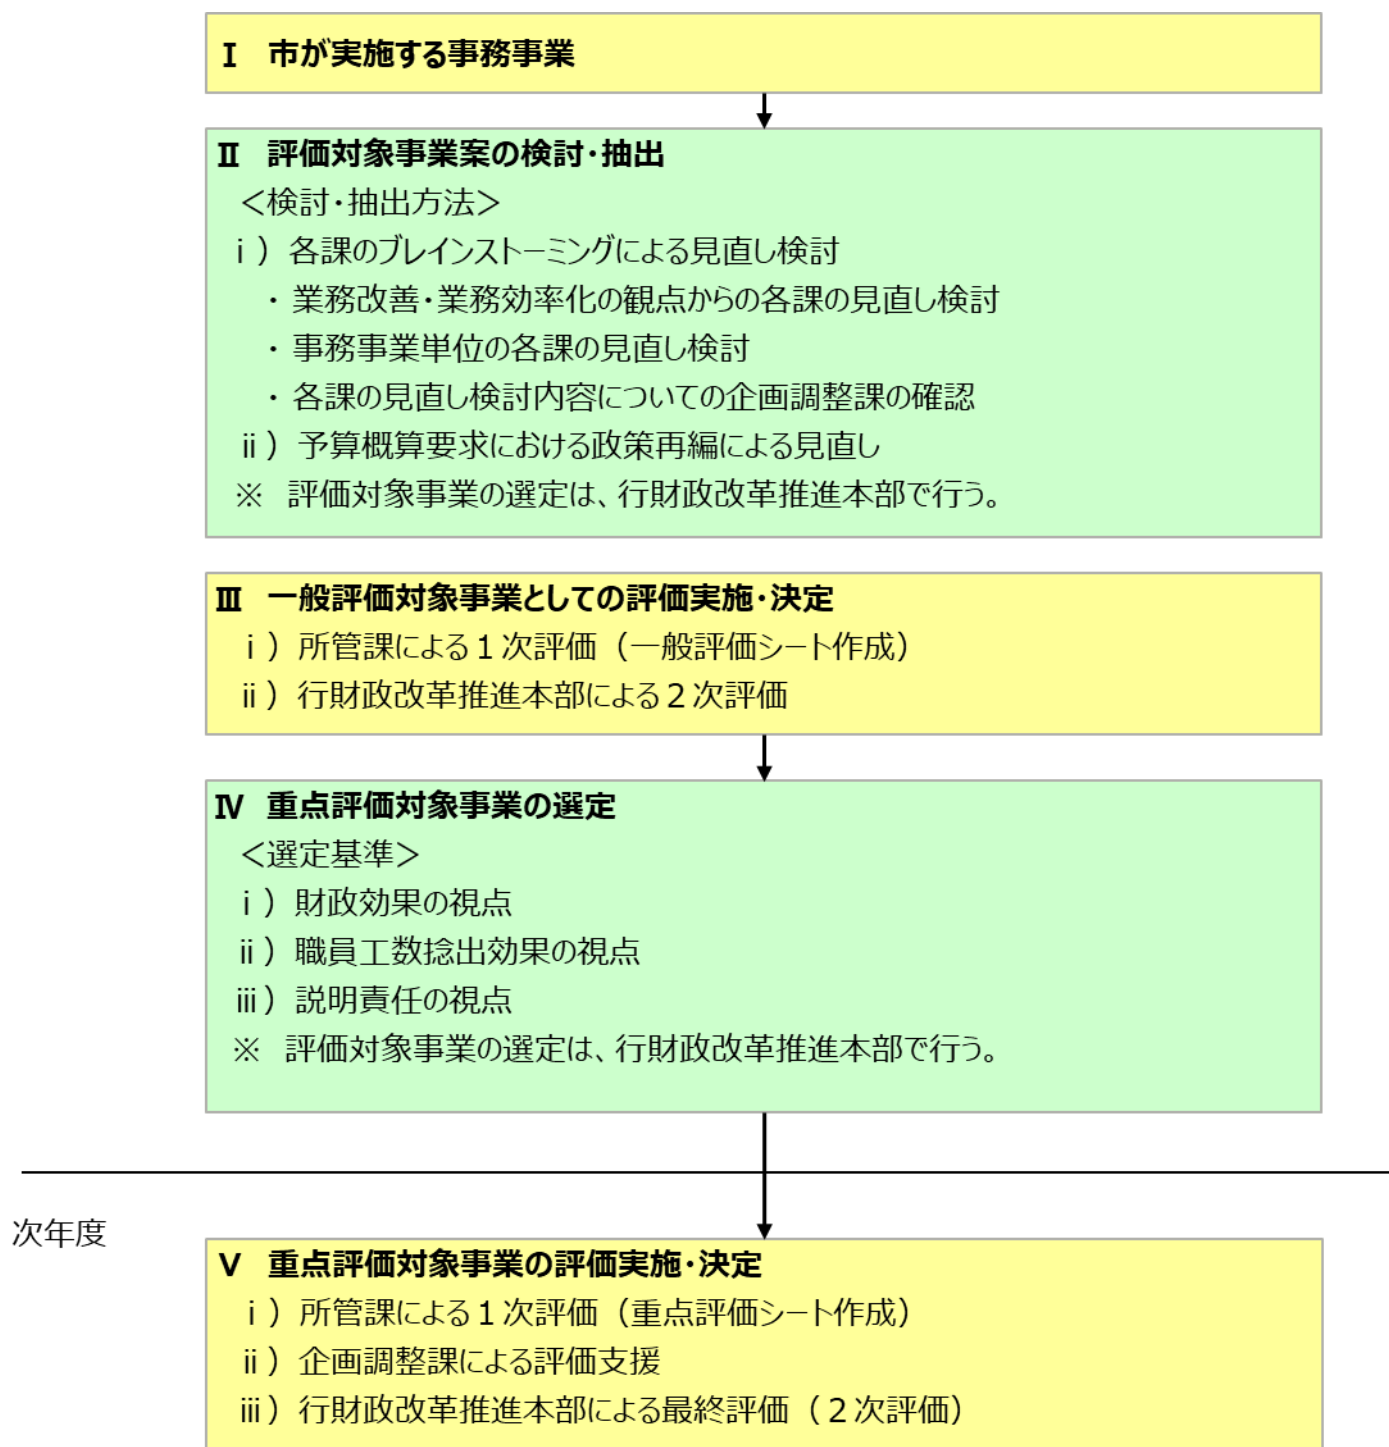 Ⅰ 市が実施する事務事業
Ⅱ 評価対象事業案の検討・抽出
＜検討・抽出方法＞
ⅰ）各課のブレインストーミングによる見直し検討
・業務改善・業務効率化の観点からの各課の見直し検討
・事務事業単位の各課の見直し検討
・各課の見直し検討内容についての企画調整課の確認
ⅱ）予算概算要求における政策再編による見直し
※ 評価対象事業の選定は、行財政改革推進本部で行う。
Ⅲ 一般評価対象事業としての評価実施・決定
ⅰ）所管課による１次評価（一般評価シート作成）
ⅱ）行財政改革推進本部による２次評価
Ⅳ 重点評価対象事業の選定
＜選定基準＞
ⅰ）財政効果の視点
ⅱ）職員工数捻出効果の視点
ⅲ）説明責任の視点
※ 評価対象事業の選定は、行財政改革推進本部で行う。
次年度
Ⅴ 重点評価対象事業の評価実施・決定
ⅰ）所管課による１次評価（重点評価シート作成）
ⅱ）企画調整課による評価支援
ⅲ）行財政改革推進本部による最終評価（２次評価）